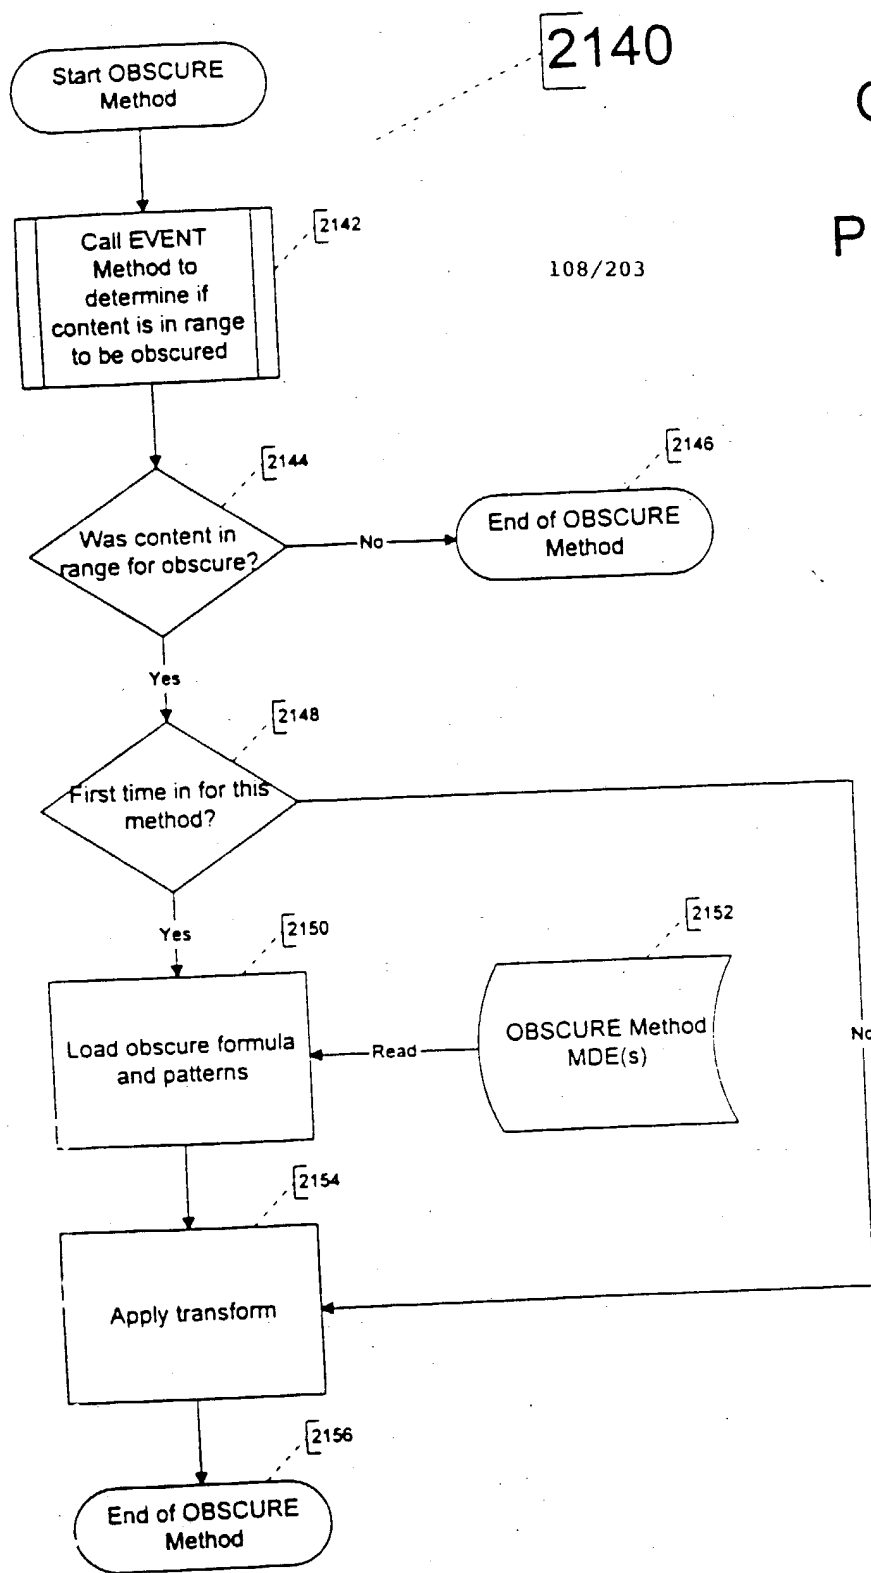 2140
Start OBSCURE
Method
P
108/203
2142
Call EVENT
Method to
determine if
content is in range
to be obscured
2144
2146
Was content in
range for obscure?
No
End of OBSCURE
Method
Yes
2148
First time in for this
method?
No
Yes
2150
2152
Load obscure formula
and patterns
Read
OBSCURE Method
MDE(s)
2154
Apply transform
2156
End of OBSCURE
Method